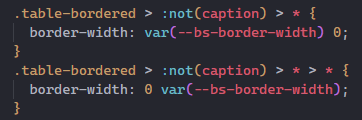 .table-bordered > :not(caption) > * {
  border-width: var(--bs-border-width) 0;
}
.table-bordered > :not(caption) > * > * {
  border-width: 0 var(--bs-border-width);
}